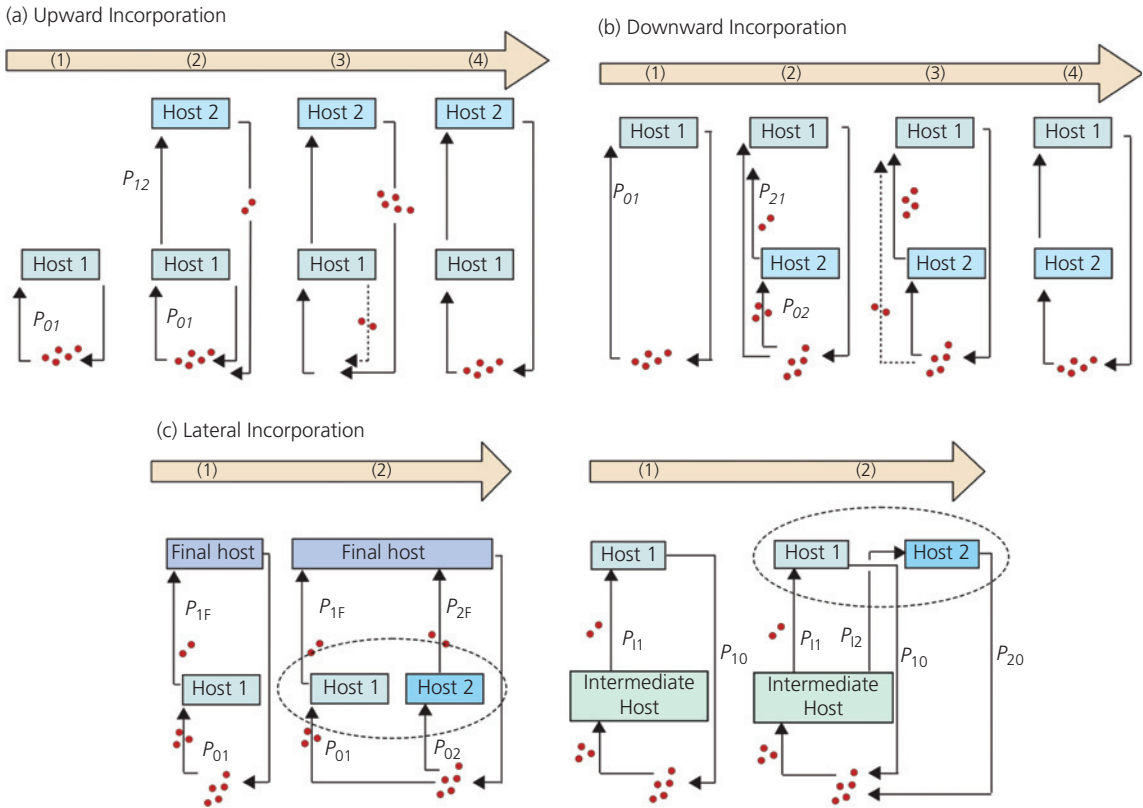 (a) Upward Incorporation
(1) (2) (3) (4)
Host 2 Host 2 Host 2
P12
Host 1 Host 1 Host 1 Host 1
P01 P01
(b) Downward Incorporation
(1) (2) (3) (4)
Host 1 Host 1 Host 1 Host 1
P01 P21
Host 2 Host 2 Host 2
P02
(c) Lateral Incorporation
(1) (2)
Final host Final host
P1F P1F P2F
Host 1 Host 1 Host 2
P01 P01 P02
(1) (2)
Host 1 Host 1 Host 2
PI1 P10 PI1 PI2 P10 P20
Intermediate Intermediate
Host Host